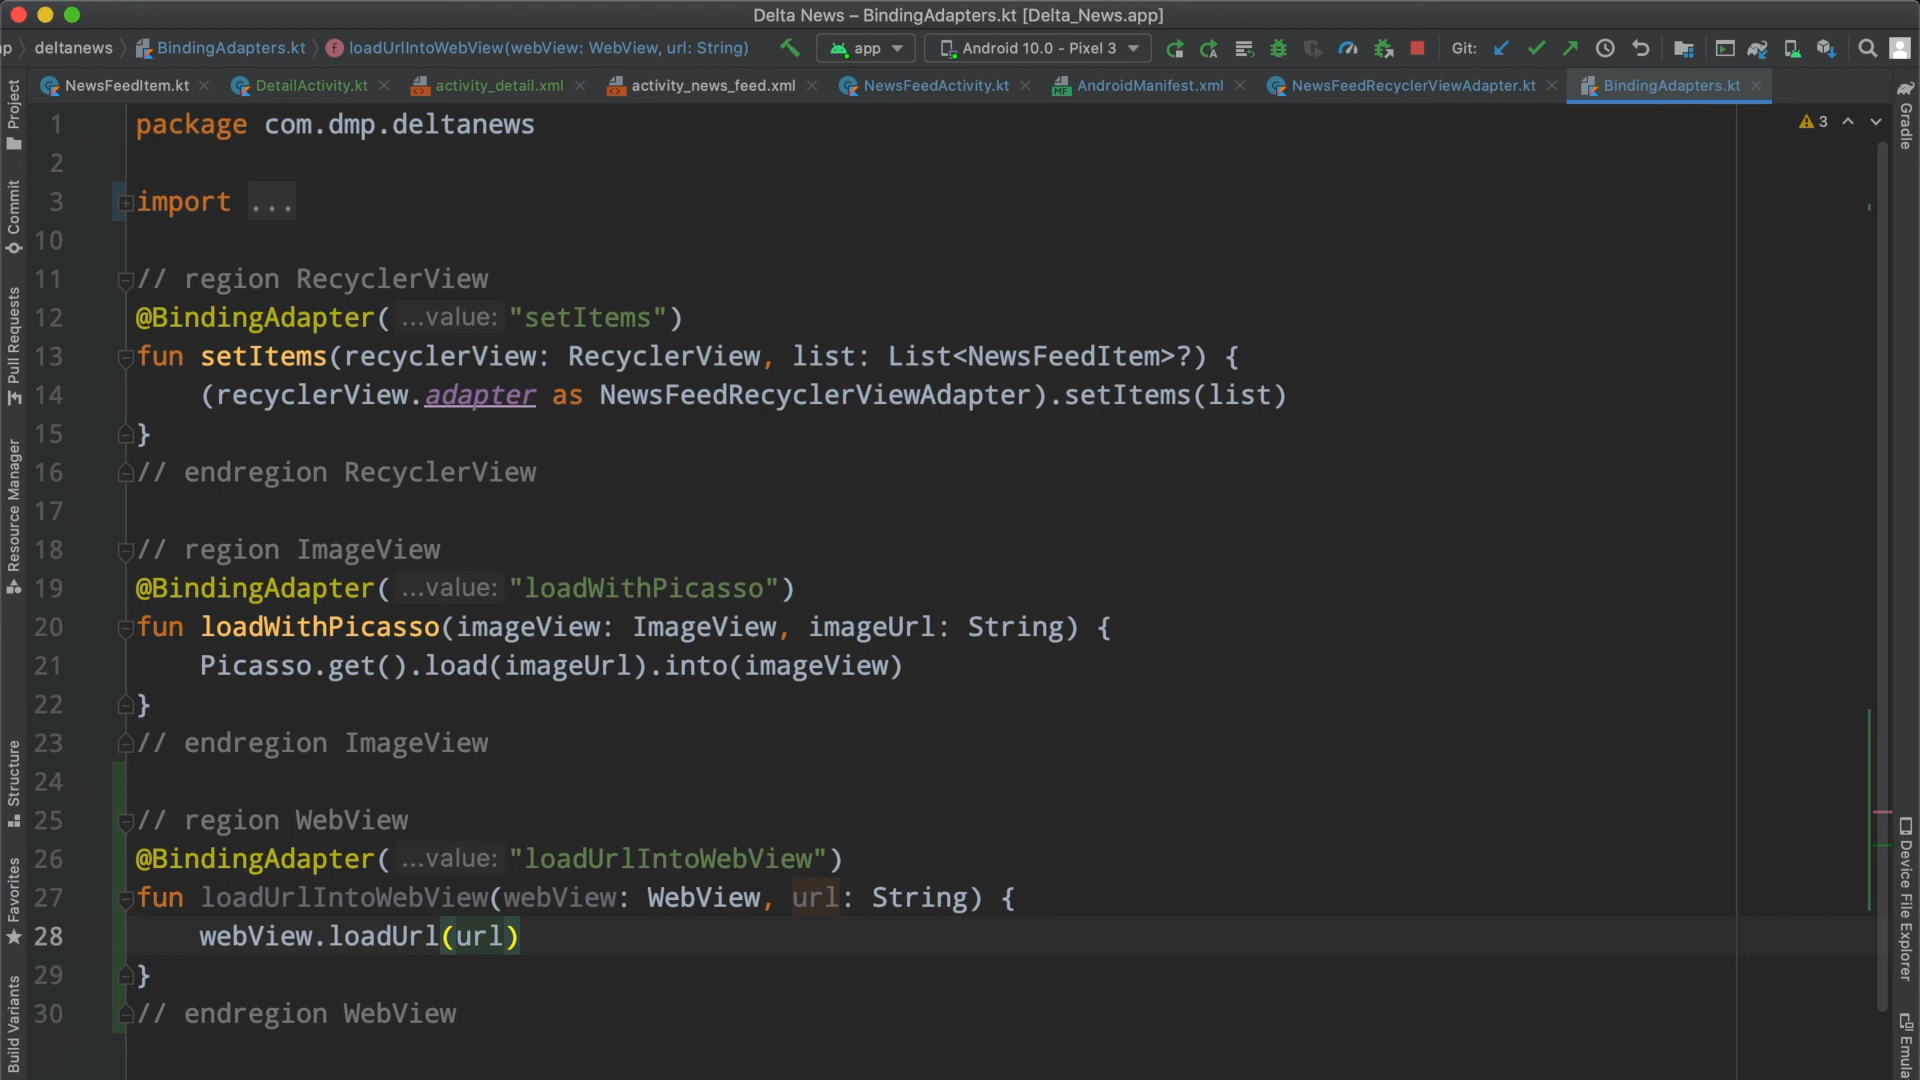 Delta News – BindingAdapters.kt [Delta_News.app]
p deltanews BindingAdapters.kt f loadUrlIntoWebView(webView: WebView, url: String) app Android 10.0 - Pixel 3 Git:
NewsFeedItem.kt DetailActivity.kt activity_detail.xml activity_news_feed.xml NewsFeedActivity.kt AndroidManifest.xml NewsFeedRecyclerViewAdapter.kt BindingAdapters.kt
Project
Commit
Pull Requests
Resource Manager
Structure
Favorites
Build Variants
1 package com.dmp.deltanews
2
3 import ...
10
11 // region RecyclerView
12 @BindingAdapter( ...value: "setItems")
13 fun setItems(recyclerView: RecyclerView, list: List<NewsFeedItem>?) {
14 (recyclerView.adapter as NewsFeedRecyclerViewAdapter).setItems(list)
15 }
16 // endregion RecyclerView
17
18 // region ImageView
19 @BindingAdapter( ...value: "loadWithPicasso")
20 fun loadWithPicasso(imageView: ImageView, imageUrl: String) {
21 Picasso.get().load(imageUrl).into(imageView)
22 }
23 // endregion ImageView
24
25 // region WebView
26 @BindingAdapter( ...value: "loadUrlIntoWebView")
27 fun loadUrlIntoWebView(webView: WebView, url: String) {
28 webView.loadUrl(url)
29 }
30 // endregion WebView
3
Gradle
Device File Explorer
Emula